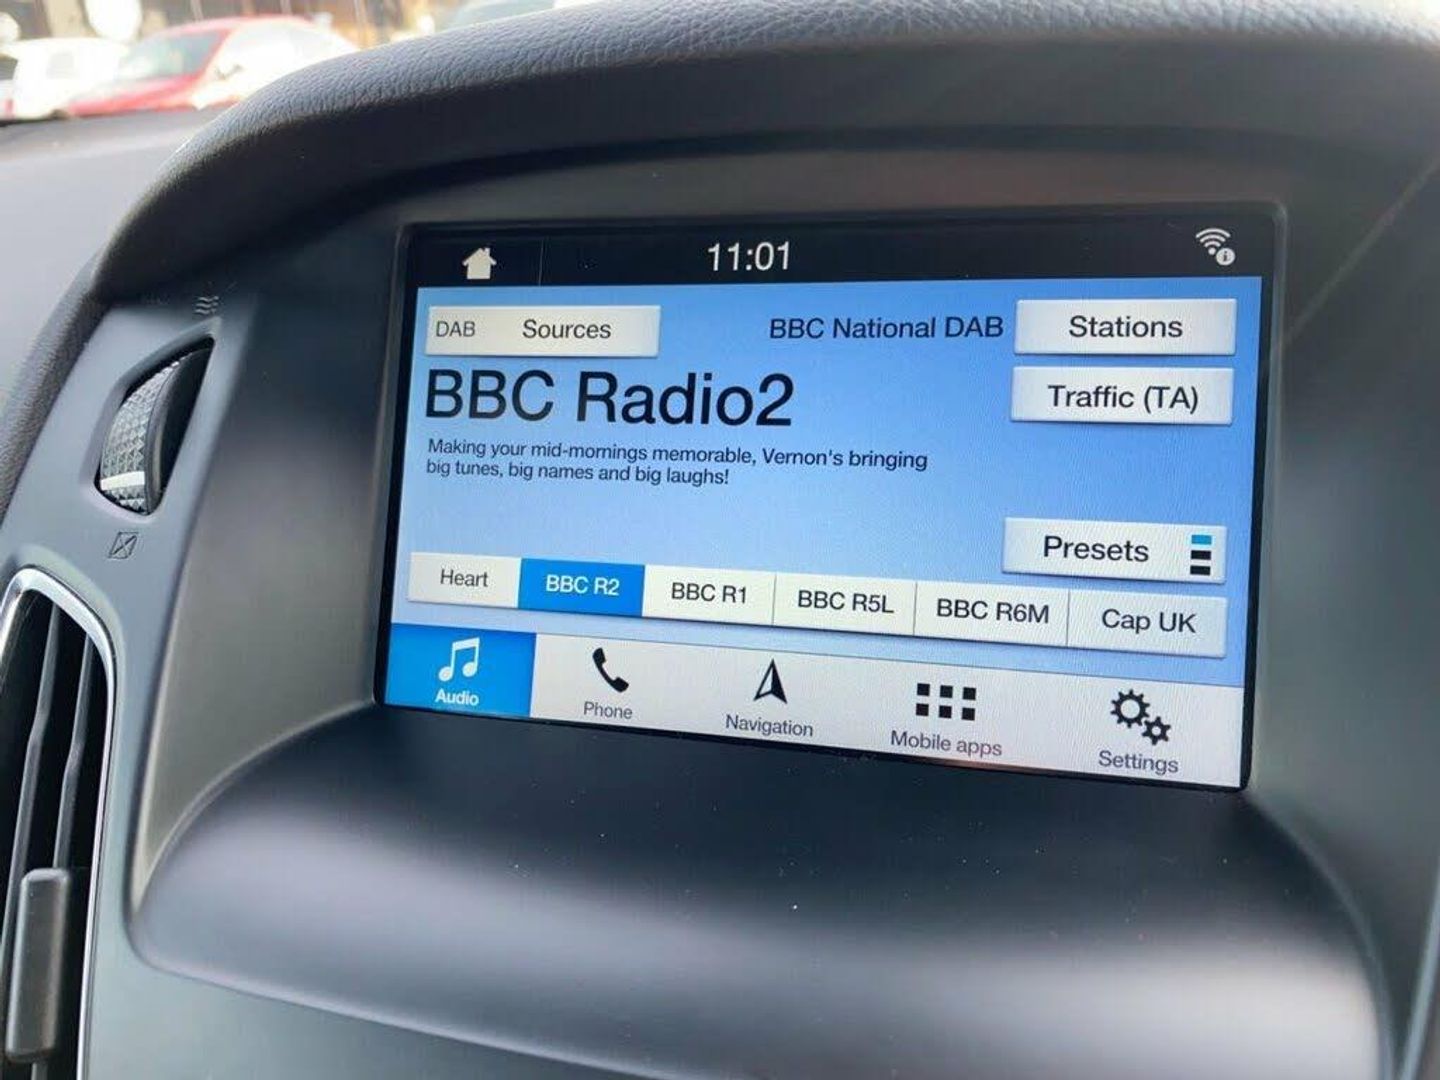 11:01
DAB Sources
BBC National DAB
Stations
BBC Radio2
Traffic (TA)
Making your mid-mornings memorable, Vernon's bringing
big tunes, big names and big laughs!
Presets
Heart BBC R2 BBC R1 BBC R5L BBC R6M Cap UK
Audio Phone Navigation Mobile apps Settings